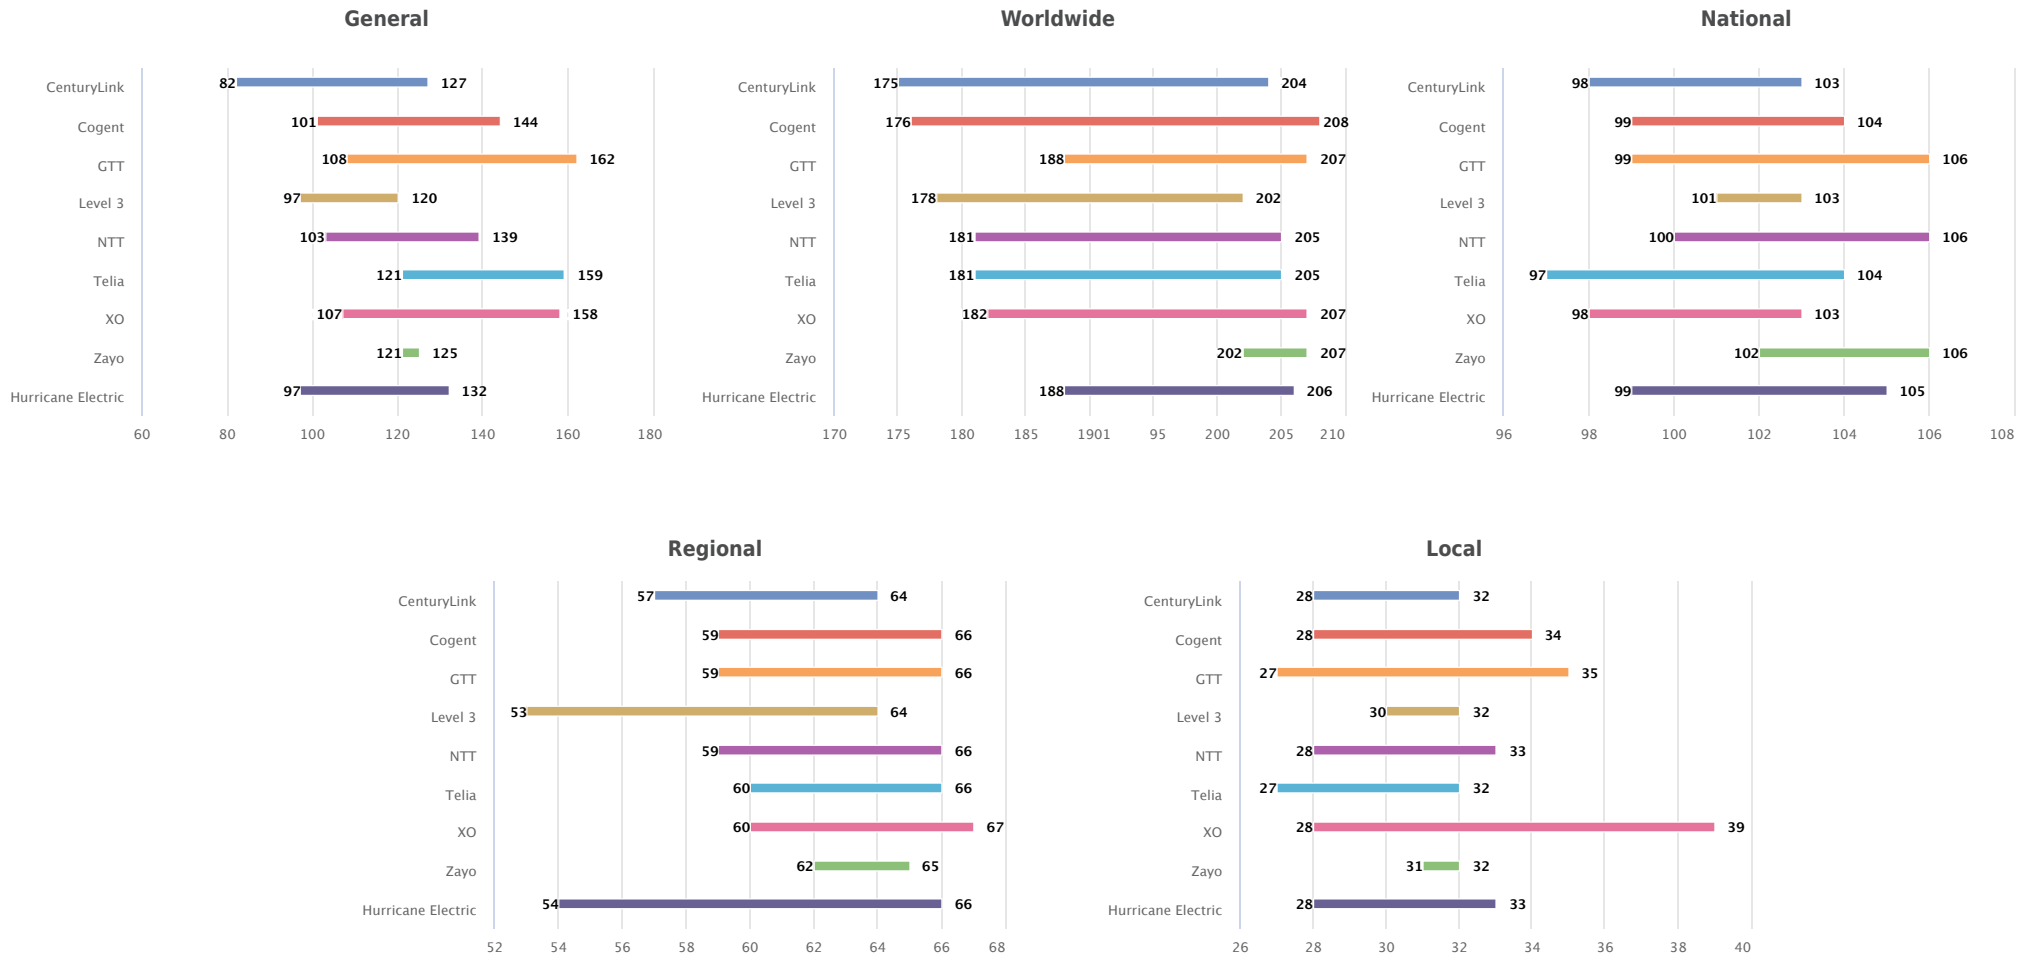 General
CenturyLink 82 127
Cogent 101 144
GTT 108 162
Level 3 97 120
NTT 103 139
Telia 121 159
XO 107 158
Zayo 121 125
Hurricane Electric 97 132
60 80 100 120 140 160 180
Worldwide
CenturyLink 175 204
Cogent 176 208
GTT 188 207
Level 3 178 202
NTT 181 205
Telia 181 205
XO 182 207
Zayo 202 207
Hurricane Electric 188 206
170 175 180 185 1901 95 200 205 210
National
CenturyLink 98 103
Cogent 99 104
GTT 99 106
Level 3 101 103
NTT 100 106
Telia 97 104
XO 98 103
Zayo 102 106
Hurricane Electric 99 105
96 98 100 102 104 106 108
Regional
CenturyLink 57 64
Cogent 59 66
GTT 59 66
Level 3 53 64
NTT 59 66
Telia 60 66
XO 60 67
Zayo 62 65
Hurricane Electric 54 66
52 54 56 58 60 62 64 66 68
Local
CenturyLink 28 32
Cogent 28 34
GTT 27 35
Level 3 30 32
NTT 28 33
Telia 27 32
XO 28 39
Zayo 31 32
Hurricane Electric 28 33
26 28 30 32 34 36 38 40